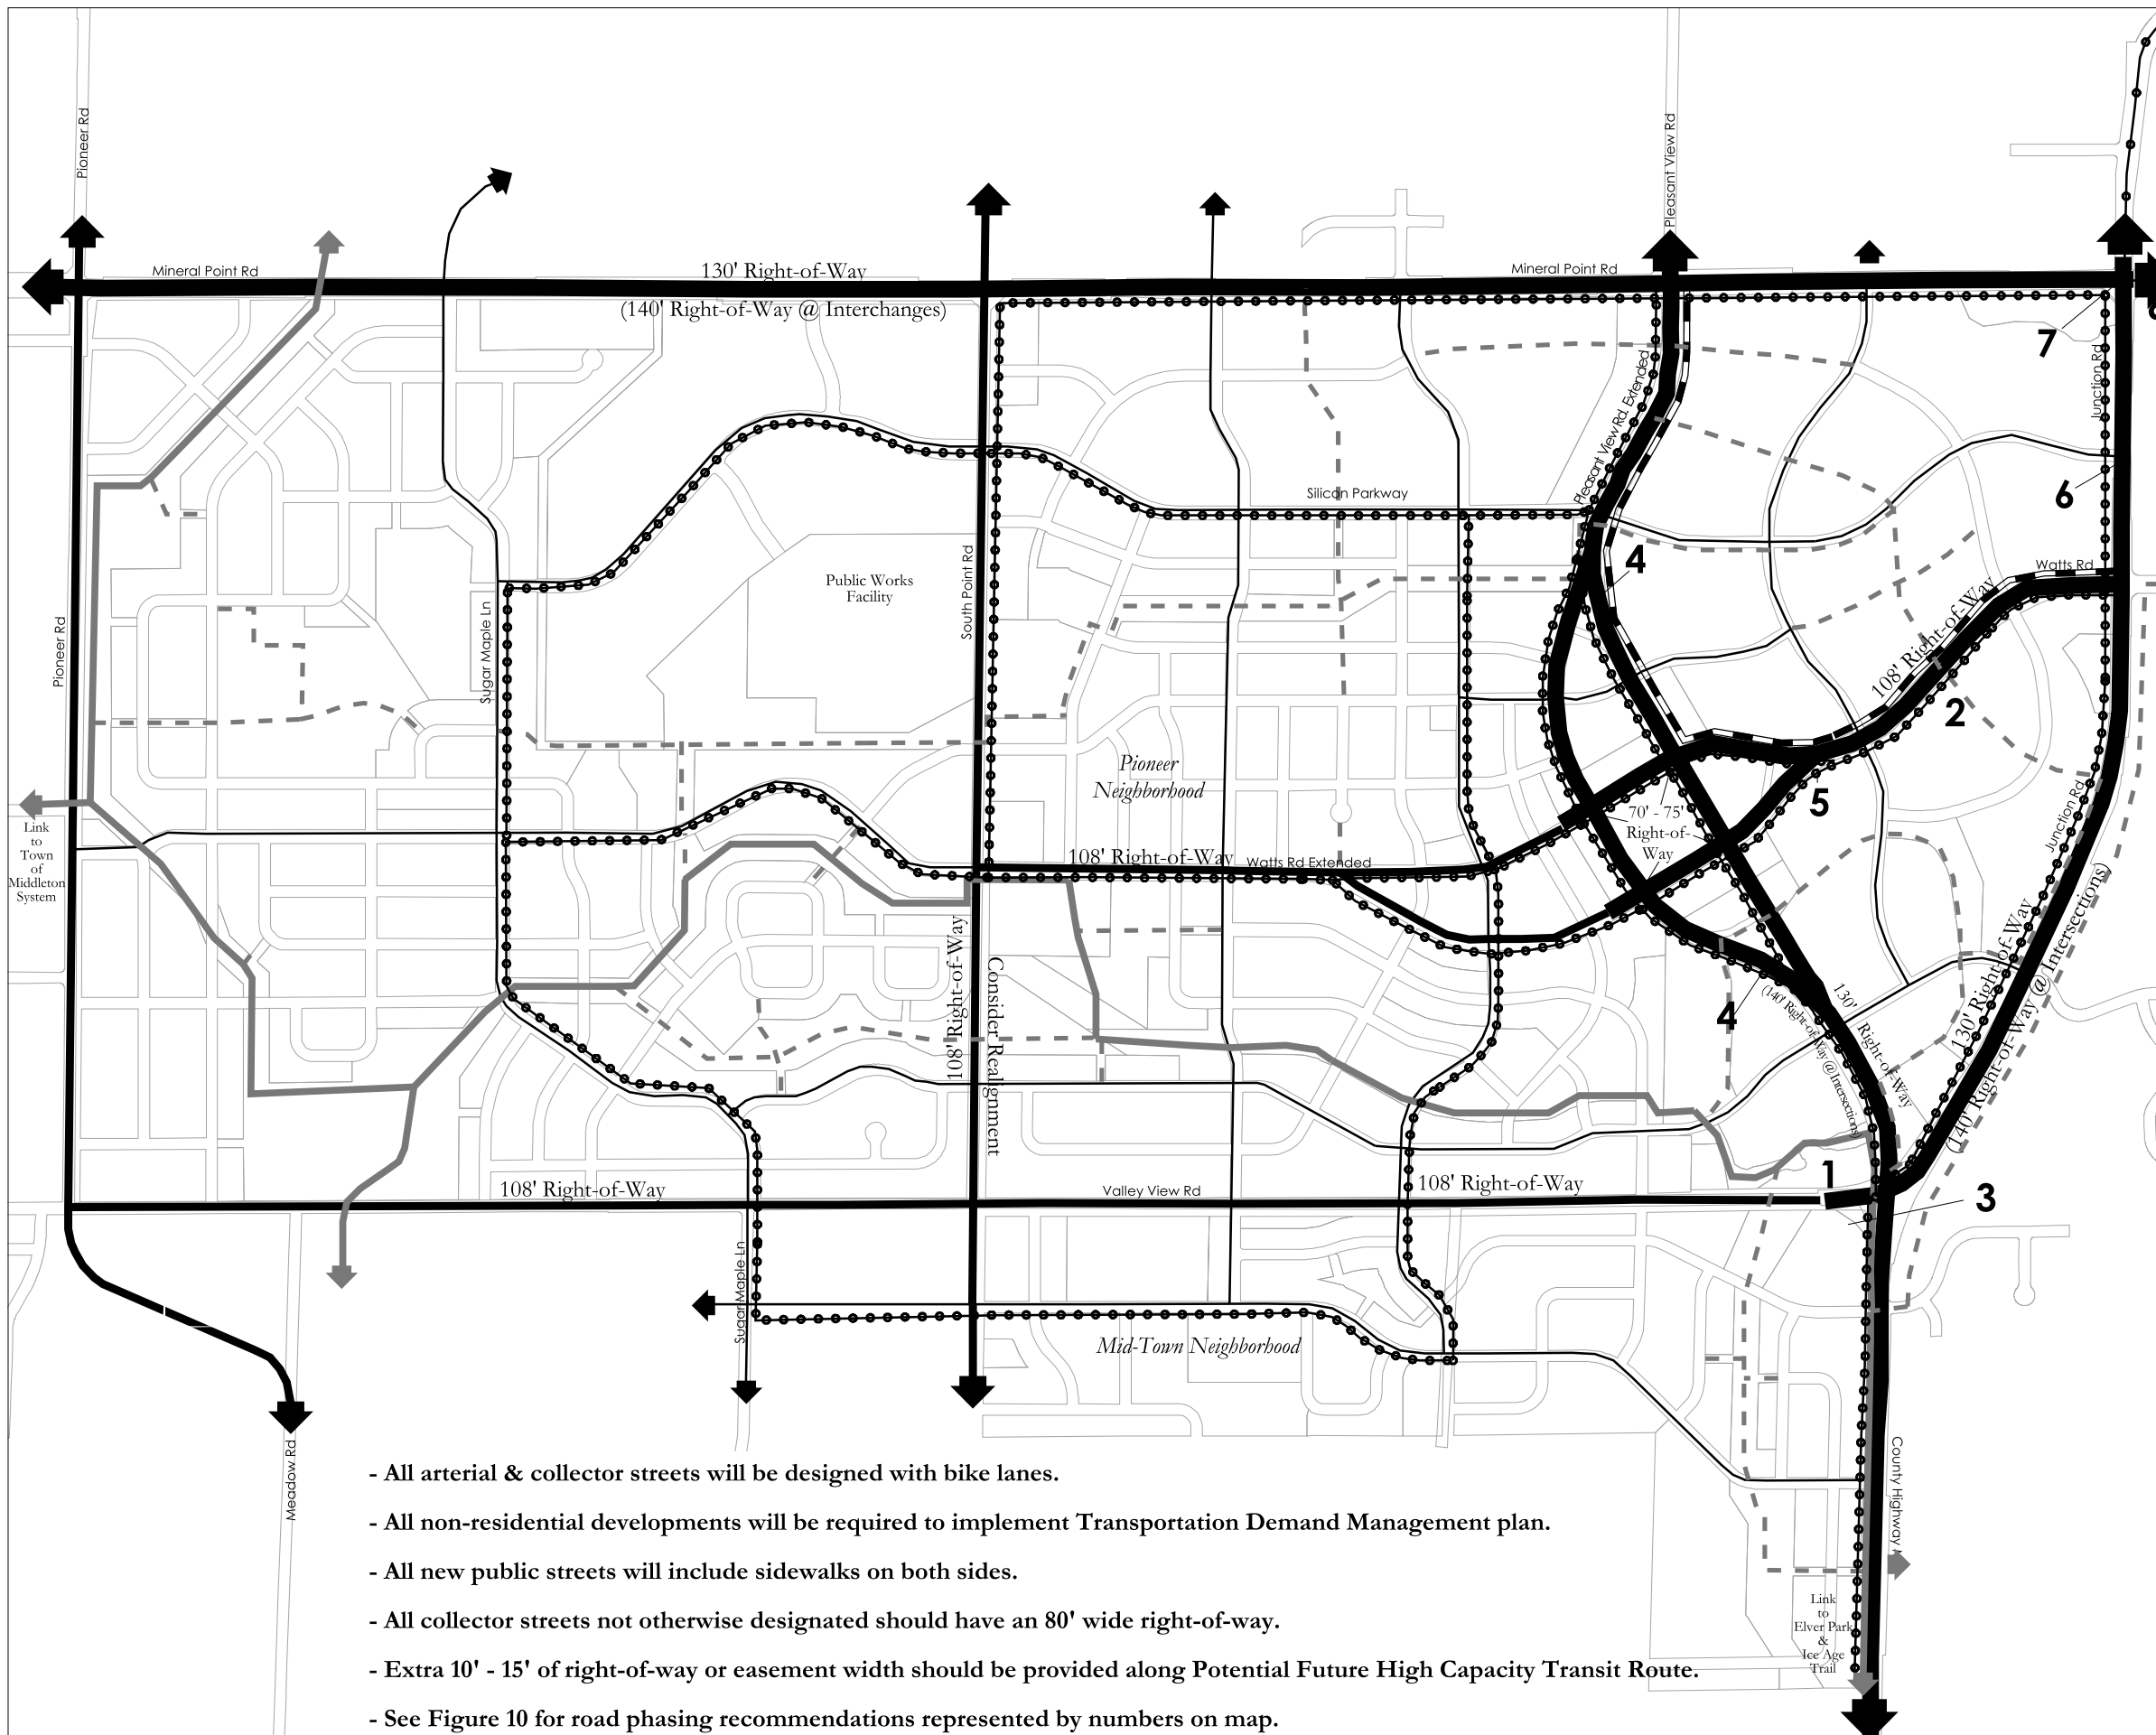 Pioneer Rd
Pleasant View Rd
Mineral Point Rd
130' Right-of-Way
Mineral Point Rd
(140' Right-of-Way @ Interchanges)
7
Junction Rd
Pleasant View Rd. Extended
Silicon Parkway
6
4
Watts Rd
South Point Rd
Public Works
Facility
Sugar Maple Ln
Pioneer Rd
108' Right-of-Way
2
Pioneer
Neighborhood
5
70' - 75'
Right-of-
Way
Junction Rd
Link
to
Town
of
Middleton
System
108' Right-of-Way
Watts Rd Extended
108' Right-of-Way
Consider Realignment
4
(140' Right-of-Way @ Intersections)
130' Right-of-Way
130' Right-of-Way
(140' Right-of-Way @ Intersections)
108' Right-of-Way
Valley View Rd
108' Right-of-Way
1
3
Sugar Maple Ln
Mid-Town Neighborhood
Meadow Rd
County Highway
Link
to
Elver Park
&
Ice Age
Trail
- All arterial & collector streets will be designed with bike lanes.
- All non-residential developments will be required to implement Transportation Demand Management plan.
- All new public streets will include sidewalks on both sides.
- All collector streets not otherwise designated should have an 80' wide right-of-way.
- Extra 10' - 15' of right-of-way or easement width should be provided along Potential Future High Capacity Transit Route.
- See Figure 10 for road phasing recommendations represented by numbers on map.